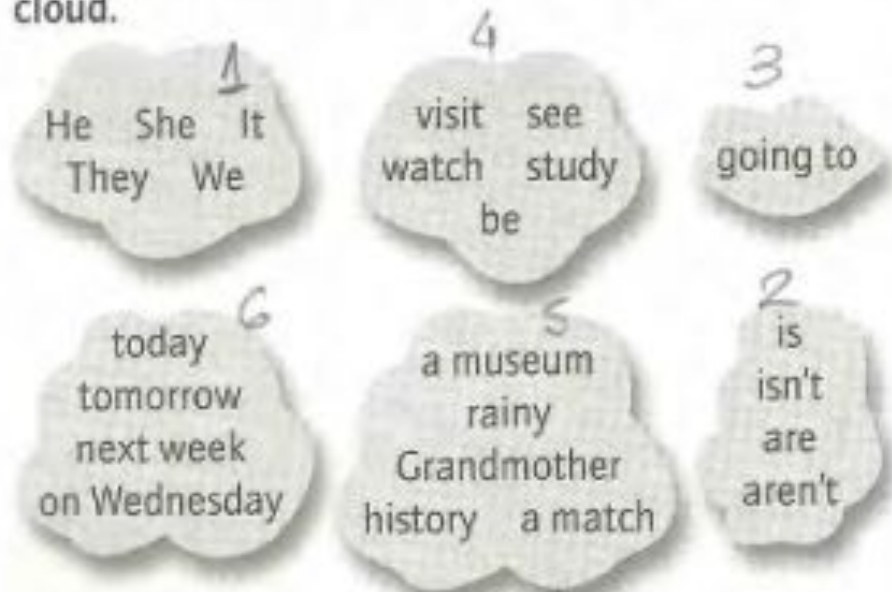 cloud.
1
He She It
They We
4
visit see
watch study
be
3
going to
6
today
tomorrow
next week
on Wednesday
5
a museum
rainy
Grandmother
history a match
2
is
isn't
are
aren't